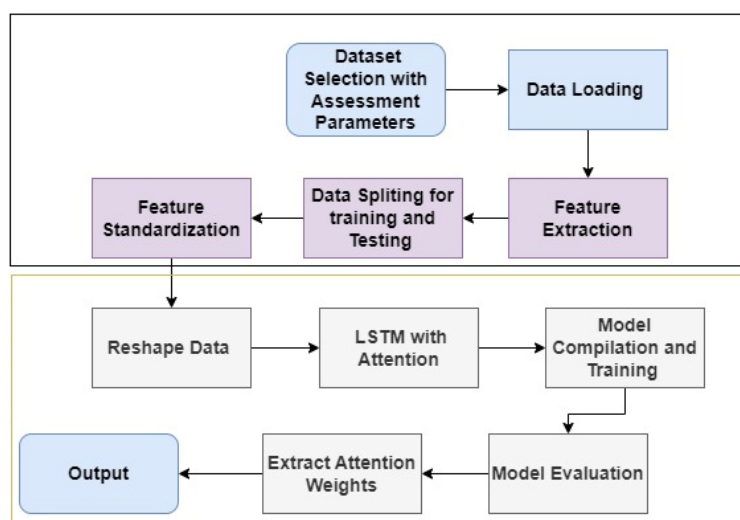 Dataset
Selection with
Assessment
Parameters
Data Loading
Feature
Extraction
Data Spliting for
training and
Testing
Feature
Standardization
Reshape Data
LSTM with
Attention
Model
Compilation and
Training
Model Evaluation
Extract Attention
Weights
Output